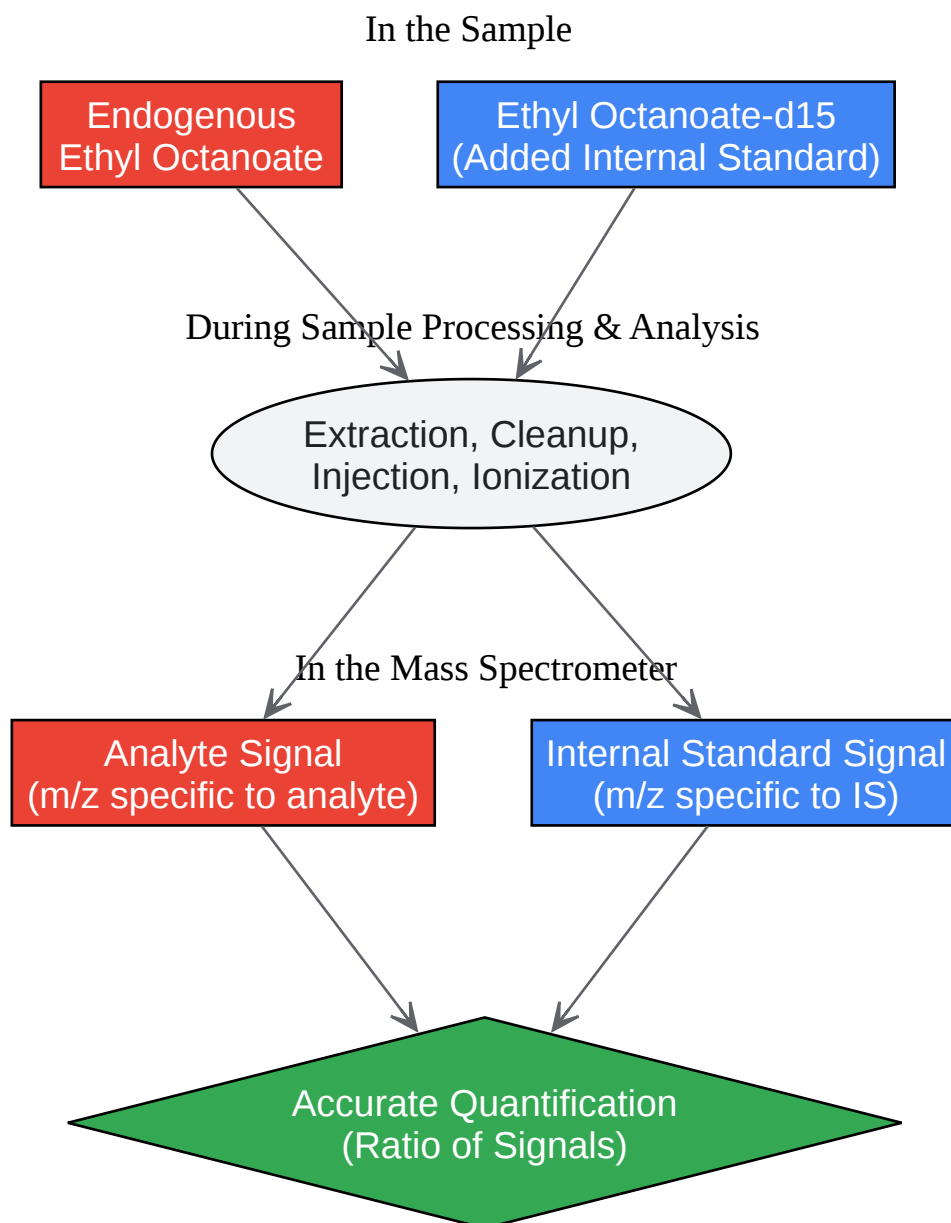 In the Sample
Endogenous
Ethyl Octanoate
Ethyl Octanoate-d15
(Added Internal Standard)
During Sample Processing & Analysis
Extraction, Cleanup,
Injection, Ionization
In the Mass Spectrometer
Analyte Signal
(m/z specific to analyte)
Internal Standard Signal
(m/z specific to IS)
Accurate Quantification
(Ratio of Signals)